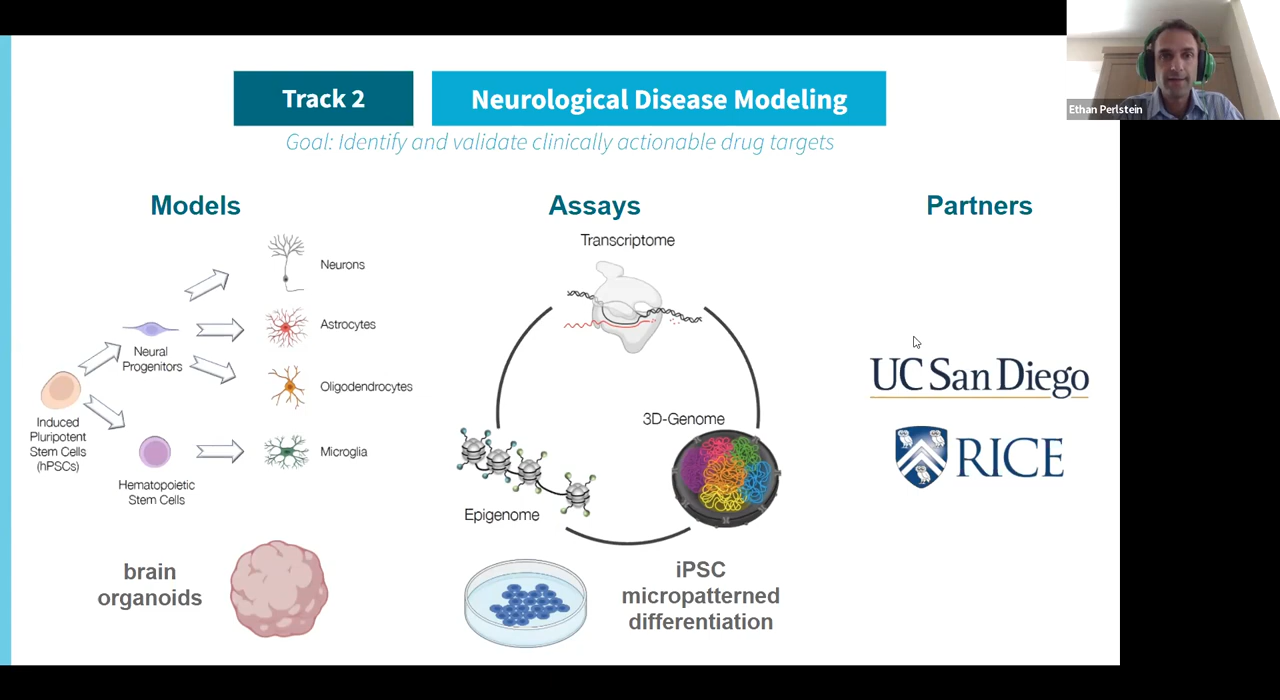 Track 2
Neurological Disease Modeling
Goal: Identify and validate clinically actionable drug targets
Ethan Perlstein
Models
Neurons
Astrocytes
Neural
Progenitors
Oligodendrocytes
Induced
Pluripotent
Stem Cells
(hPSCs)
Microglia
Hematopoietic
Stem Cells
brain
organoids
Assays
Transcriptome
3D-Genome
Epigenome
iPSC
micropatterned
differentiation
Partners
UC San Diego
RICE